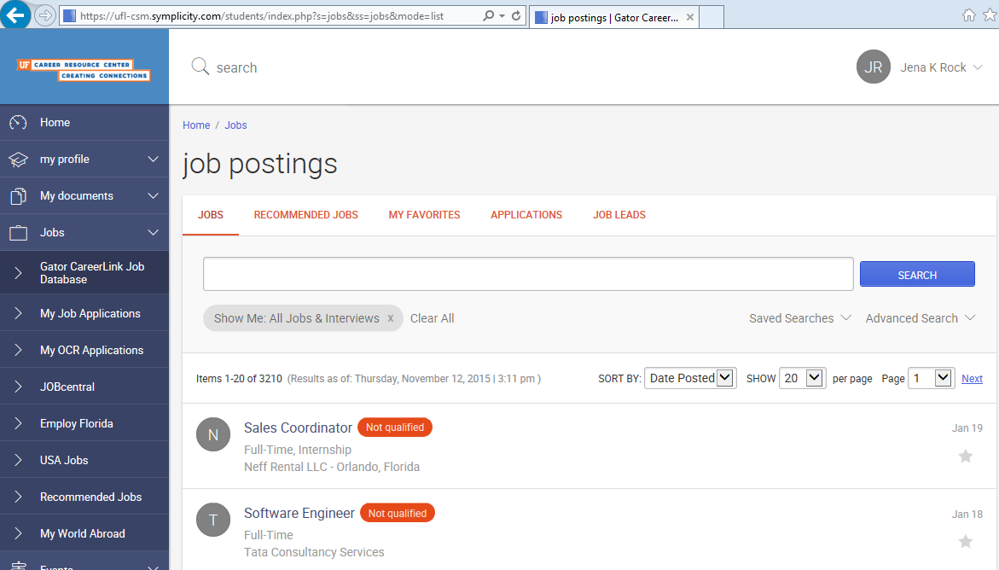 https://ufl-csm.symplicity.com/students/index.php?s=jobs&ss=jobs&mode=list
job postings | Gator Career...
UF CAREER RESOURCE CENTER
CREATING CONNECTIONS
search
JR
Jena K Rock
Home
my profile
My documents
Jobs
Gator CareerLink Job
Database
My Job Applications
My OCR Applications
JOBcentral
Employ Florida
USA Jobs
Recommended Jobs
My World Abroad
Events
Home / Jobs
job postings
JOBS RECOMMENDED JOBS MY FAVORITES APPLICATIONS JOB LEADS
SEARCH
Show Me: All Jobs & Interviews x Clear All
Saved Searches Advanced Search
Items 1-20 of 3210 (Results as of: Thursday, November 12, 2015 | 3:11 pm )
SORT BY: Date Posted SHOW 20 per page Page 1 Next
N
Sales Coordinator Not qualified
Jan 19
Full-Time, Internship
Neff Rental LLC - Orlando, Florida
T
Software Engineer Not qualified
Jan 18
Full-Time
Tata Consultancy Services